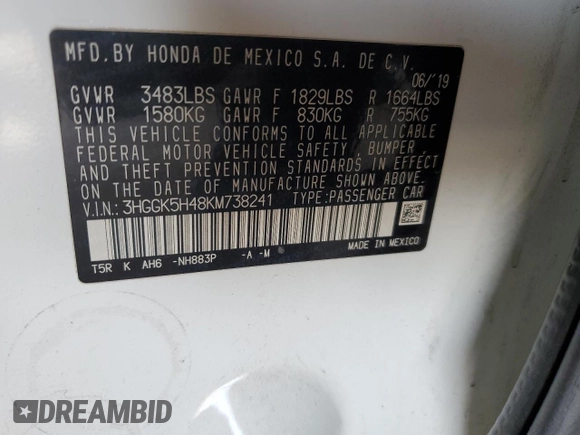 MFD.BY HONDA DE MEXICO S.A. DE C.V.
06/'19
GVWR 3483LBS GAWR F 1829LBS R 1664LBS
GVWR 1580KG GAWR F 830KG R 755KG
THIS VEHICLE CONFORMS TO ALL APPLICABLE
FEDERAL MOTOR VEHICLE SAFETY, BUMPER,
AND THEFT PREVENTION STANDARDS IN EFFECT
ON THE DATE OF MANUFACTURE SHOWN ABOVE.
V.I.N.: 3HGGK5H48KM738241 TYPE:PASSENGER CAR
MADE IN MEXICO
T5R K AH6 -NH883P -A -M
DREAMBID